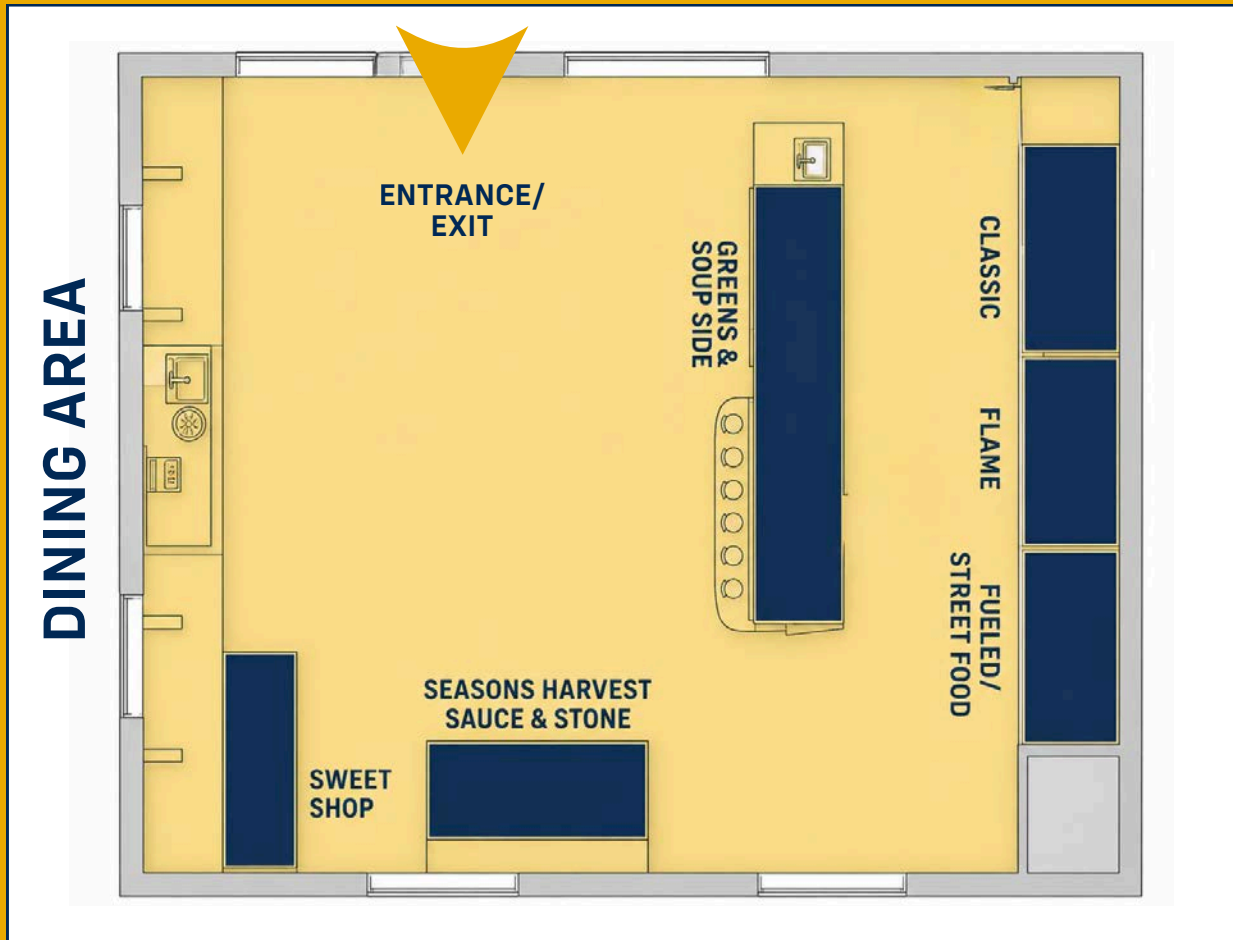 ENTRANCE/
EXIT
DINING AREA
GREENS &
SOUP SIDE
CLASSIC
FLAME
FUELED/
STREET FOOD
SEASONS HARVEST
SAUCE & STONE
SWEET
SHOP